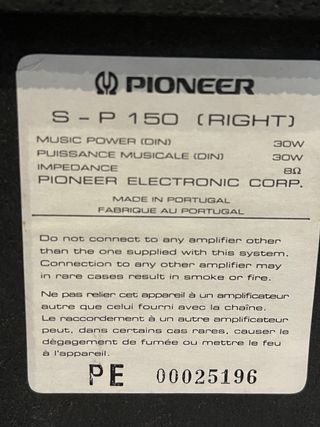 PIONEER
S-P150 (RIGHT)
MUSIC POWER (DIN) 30W
PUISSANCE MUSICALE (DIN) 30W
IMPEDANCE 8Ω
PIONEER ELECTRONIC CORP.
MADE IN PORTUGAL
FABRIQUE AU PORTUGAL
Do not connect to any amplifier other
than the one supplied with this system.
Connection to any other amplifier may
in rare cases result in smoke or fire.
Ne pas relier cet appareil à un amplificateur
autre que celui fourni avec la chaîne.
Le raccordement à un autre amplificateur
peut, dans certains cas rares, causer le
dégagement de fumée ou mettre le feu
à l'appareil.
PE 00025196